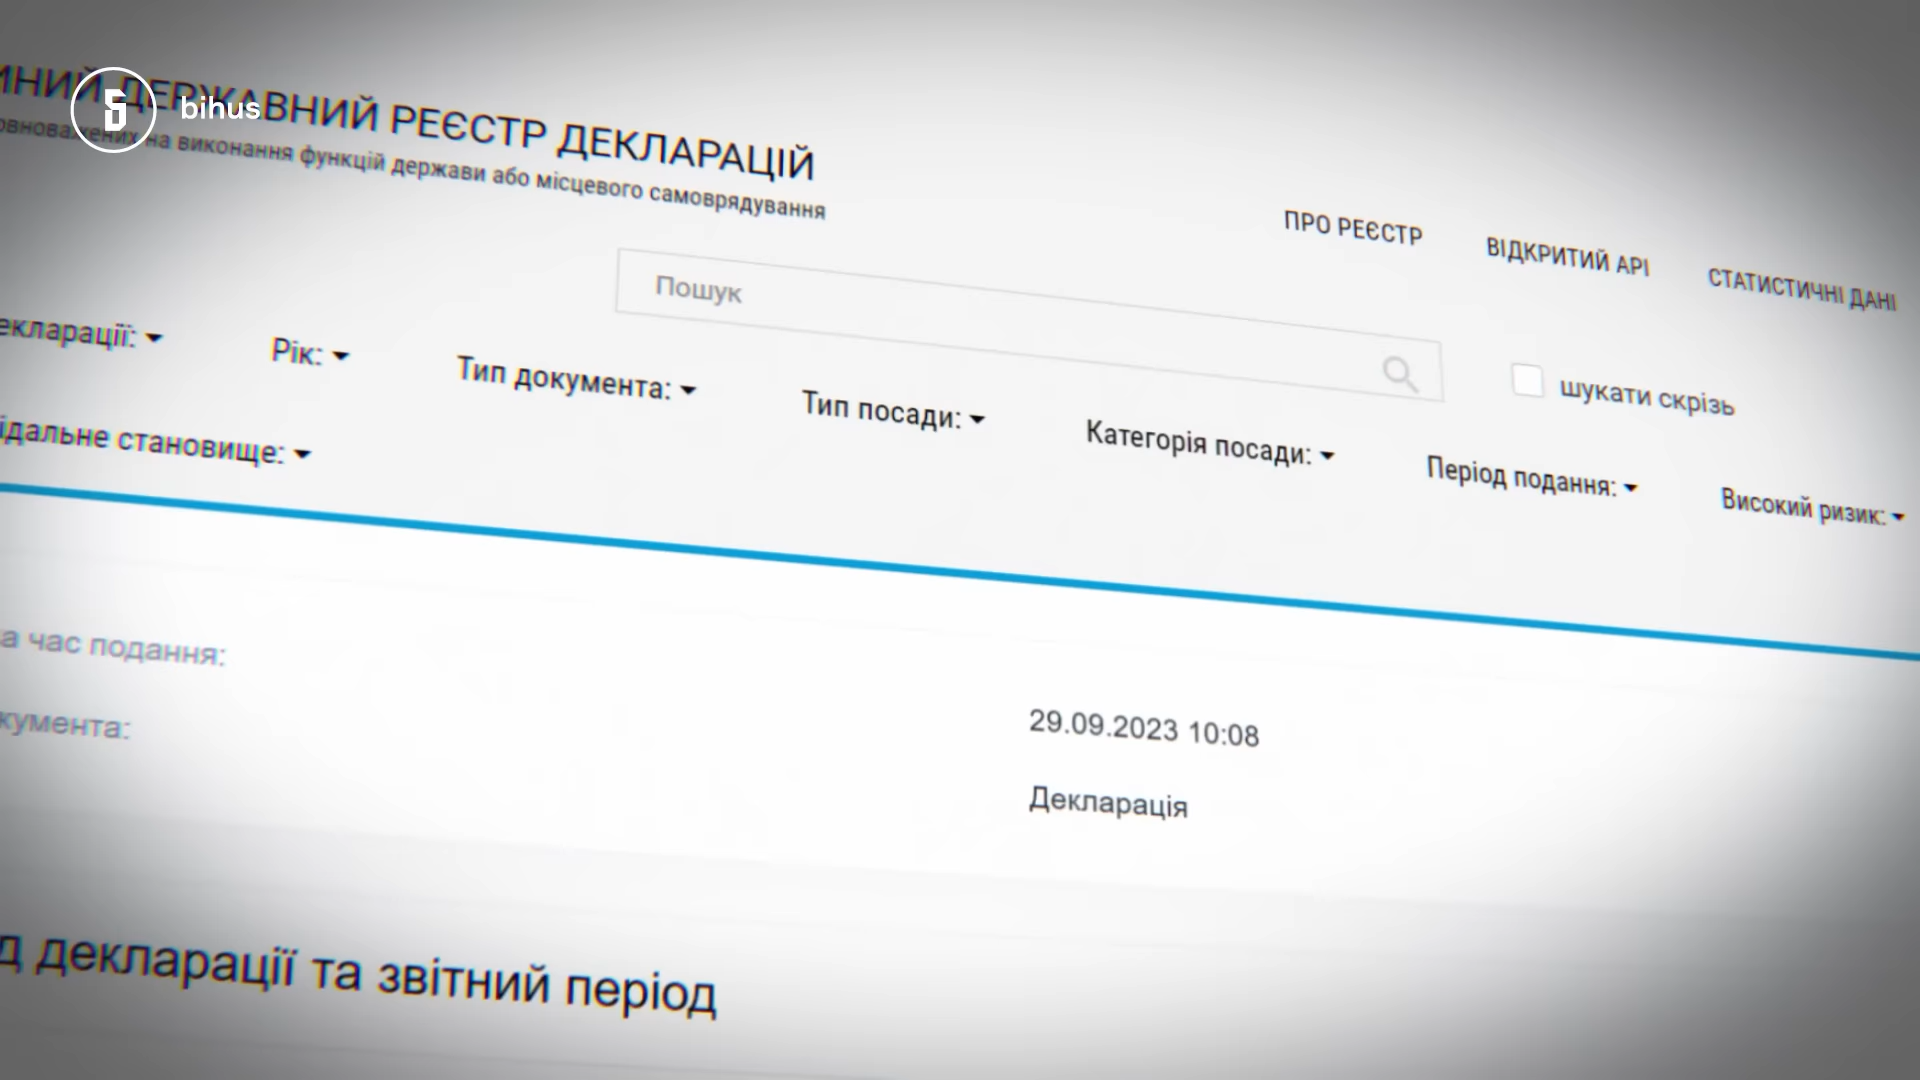 bihus
ДЕРЖАВНИЙ РЕЄСТР ДЕКЛАРАЦІЙ
на виконання функцій держави або місцевого самоврядування
ПРО РЕЄСТР
ВІДКРИТИЙ АРІ
СТАТИСТИЧНІ ДАНІ
Пошук
шукати скрізь
екларації:
Рік:
Тип документа:
Тип посади:
Категорія посади:
Період подання:
Високий ризик:
ідальне становище:
а час подання:
29.09.2023 10:08
кумента:
Декларація
д декларації та звітний період